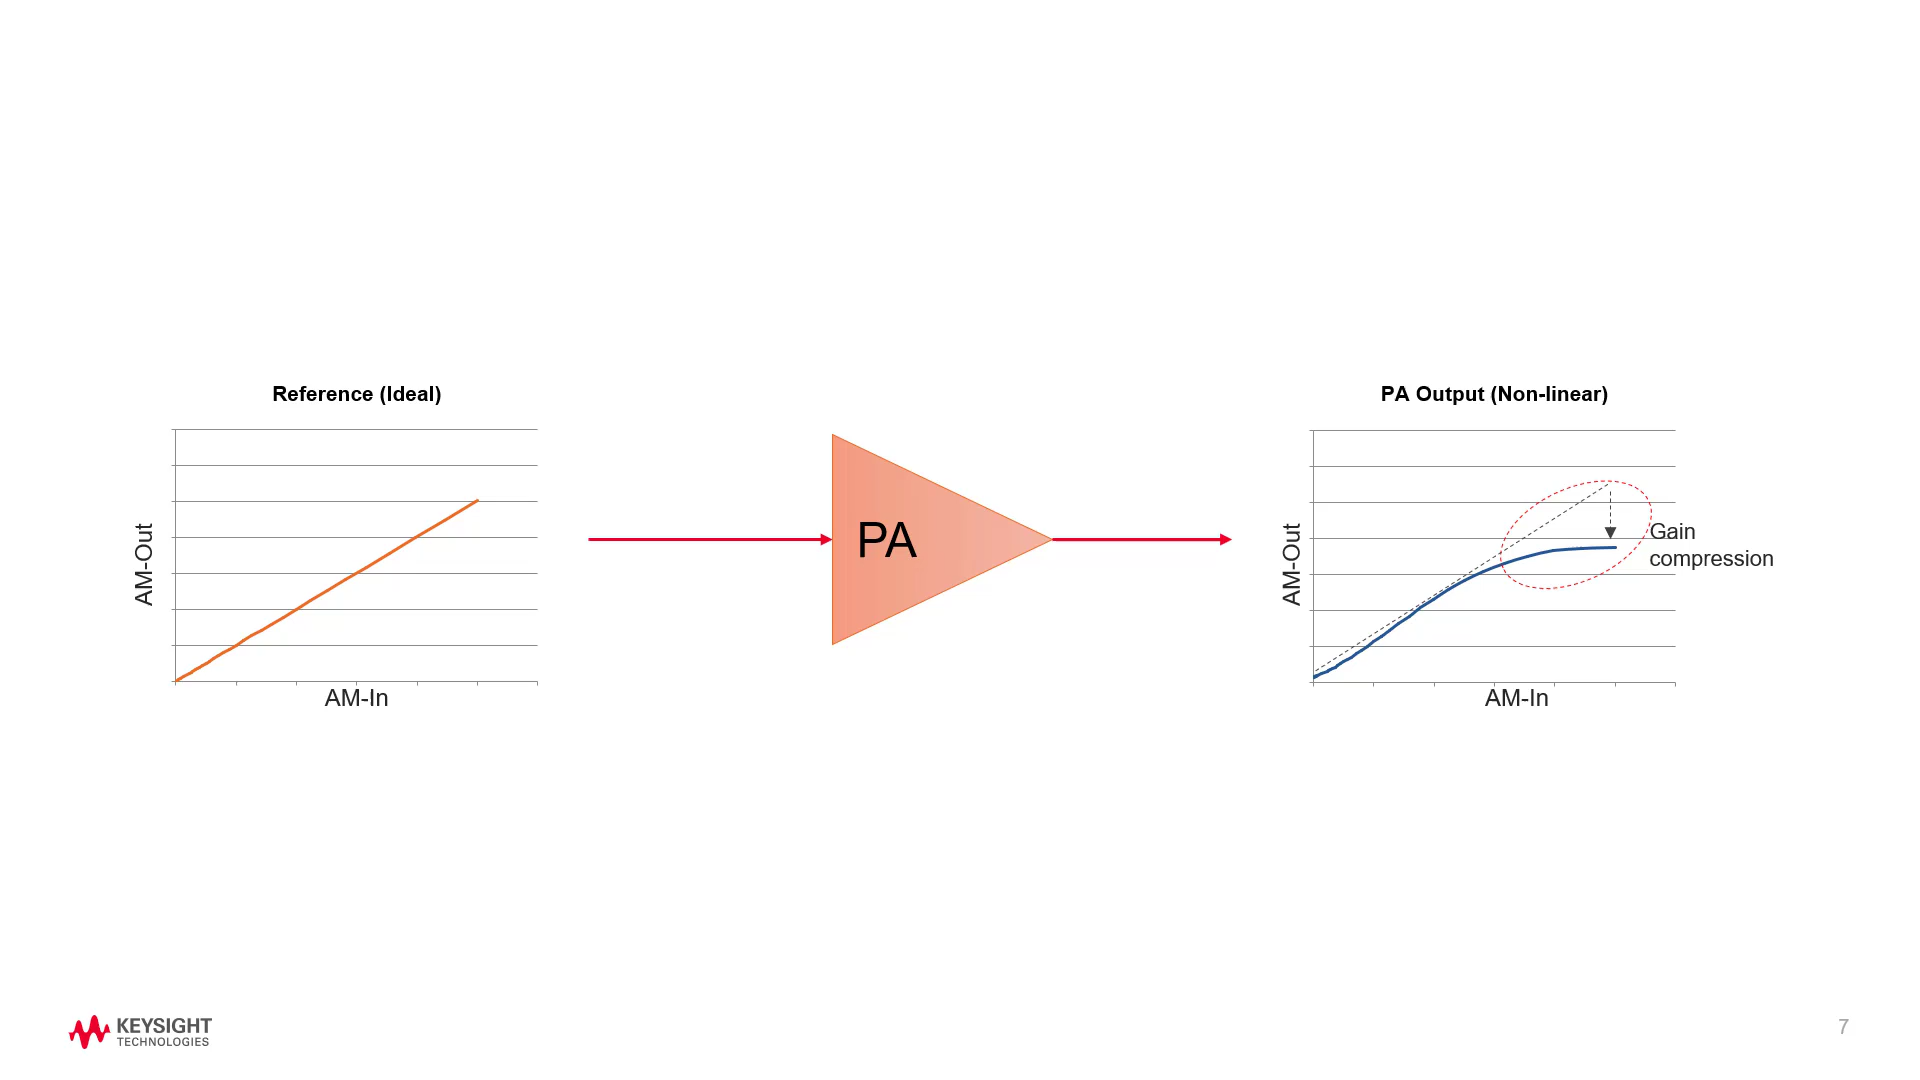 Reference (Ideal)
AM-Out
AM-In
PA
PA Output (Non-linear)
AM-Out
Gain
compression
AM-In
KEYSIGHT
TECHNOLOGIES
7